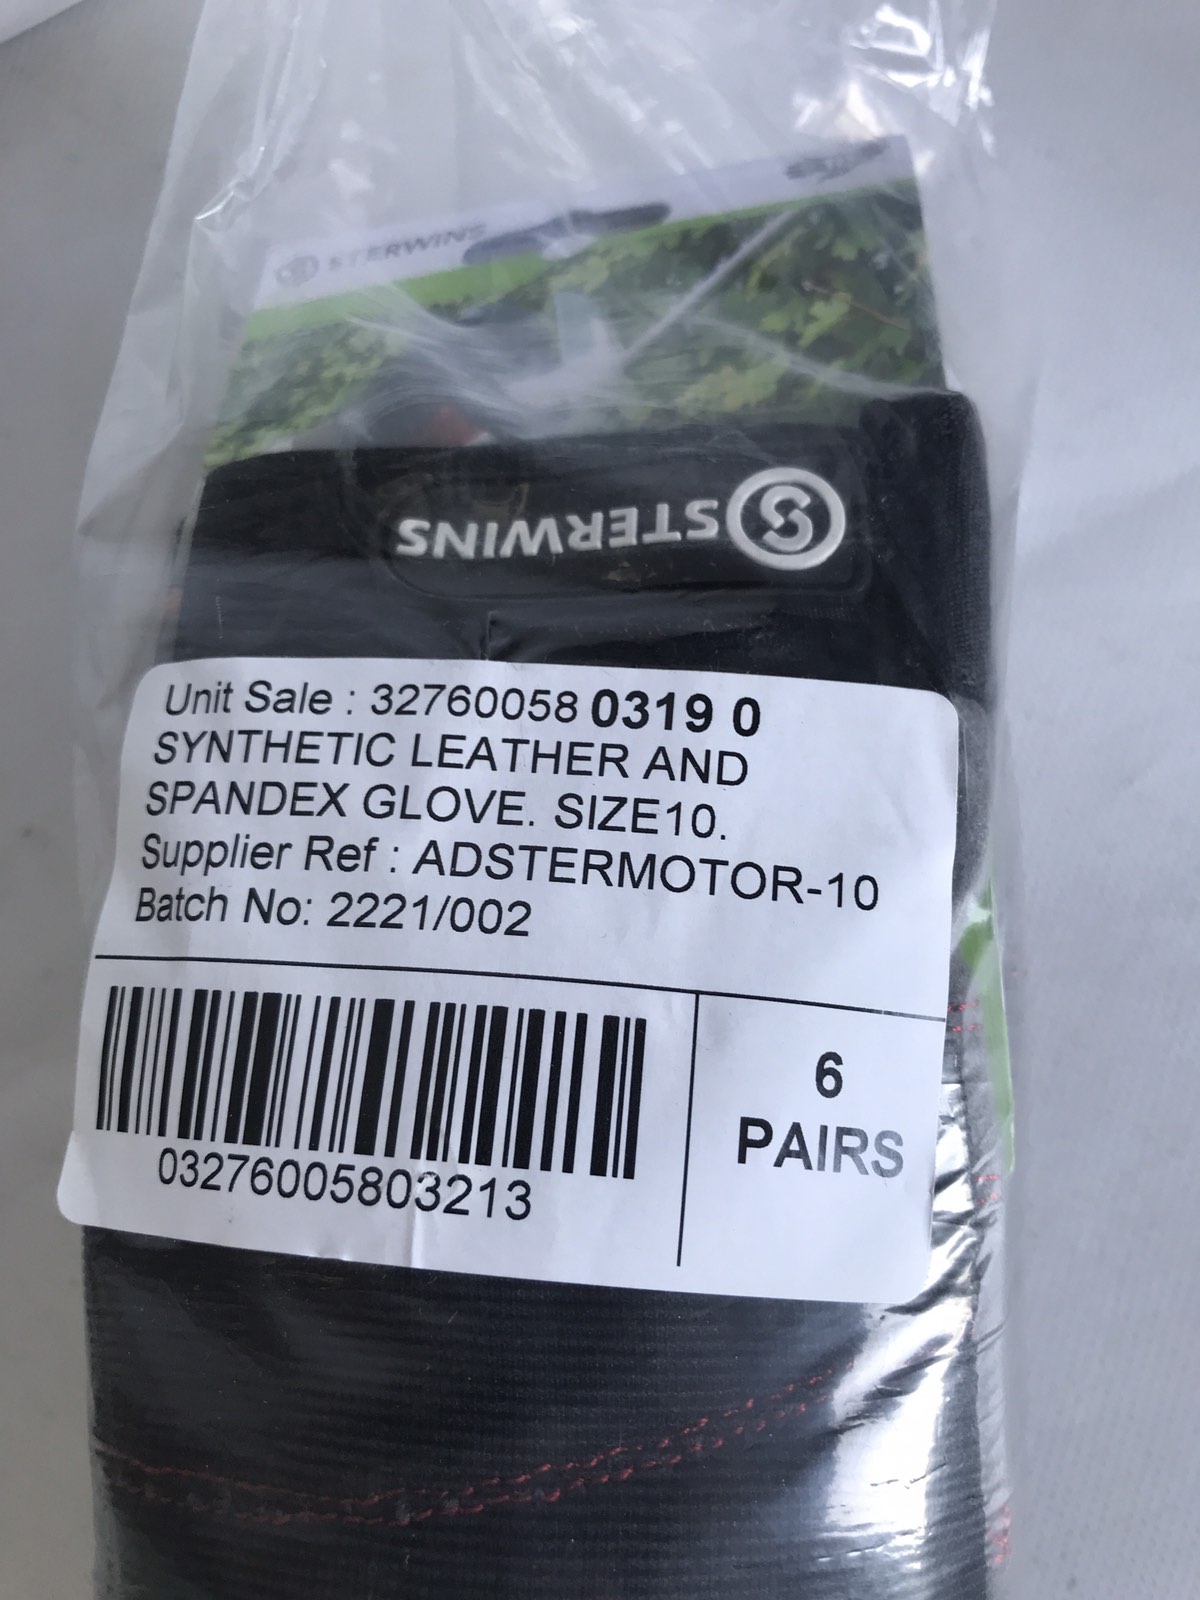 STERWINS
STERWINS
Unit Sale : 32760058 0319 0
SYNTHETIC LEATHER AND
SPANDEX GLOVE. SIZE10.
Supplier Ref : ADSTERMOTOR-10
Batch No: 2221/002
03276005803213
6
PAIRS